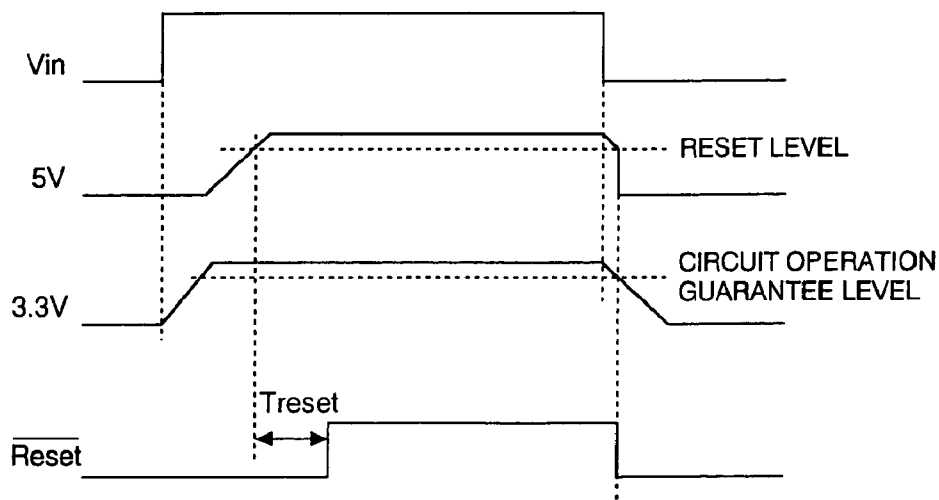 Vin
RESET LEVEL
5V
CIRCUIT OPERATION
GUARANTEE LEVEL
3.3V
Treset
Reset